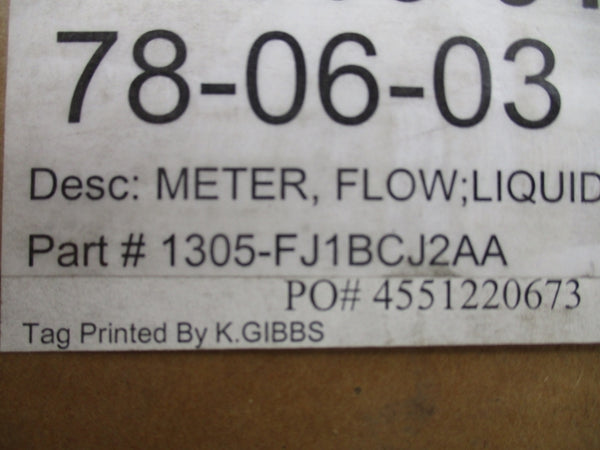 78-06-03
Desc: METER, FLOW;LIQUID
Part # 1305-FJ1BCJ2AA
PO# 4551220673
Tag Printed By K.GIBBS